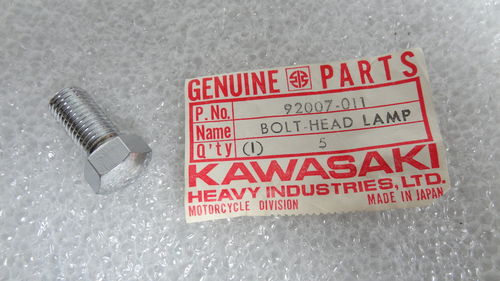 GENUINE PARTS
P. No. 92007-011
Name BOLT-HEAD LAMP
Q'ty (1) 5
KAWASAKI
HEAVY INDUSTRIES, LTD.
MOTORCYCLE DIVISION MADE IN JAPAN